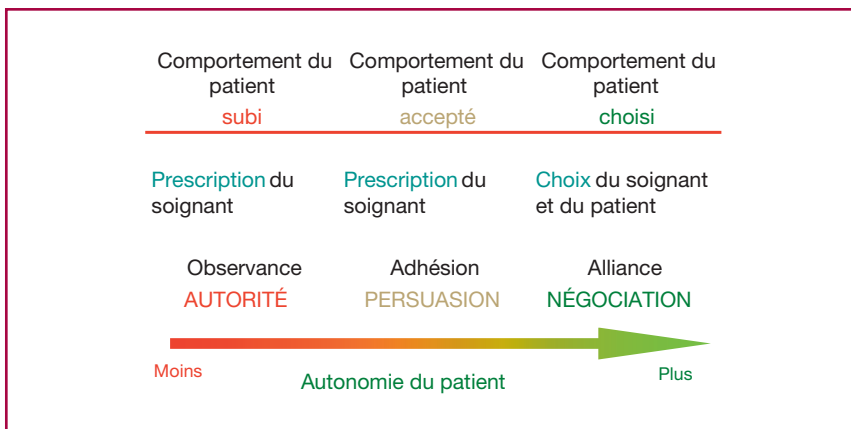 Comportement du Comportement du Comportement du
patient patient patient
subi accepté choisi
Prescription du Prescription du Choix du soignant
soignant soignant et du patient
Observance Adhésion Alliance
AUTORITÉ PERSUASION NÉGOCIATION
Moins Autonomie du patient Plus